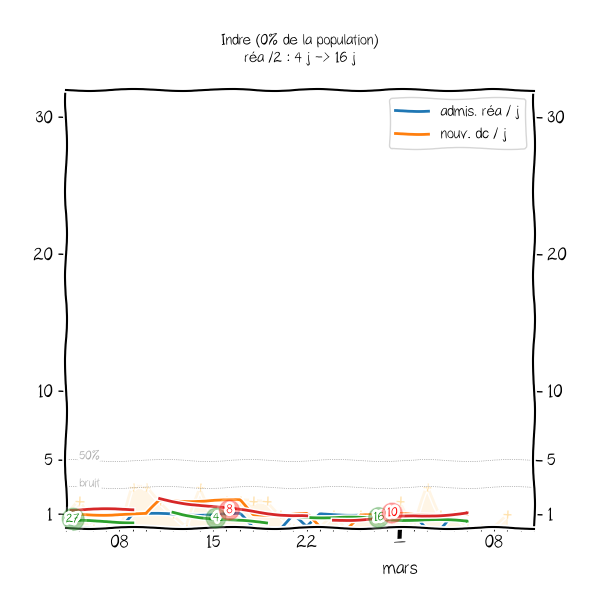 Indre (0% de la population)
réa /2 : 4 j -> 16 j
admis. réa / j
nouv. dc / j
30 30
20 20
10 10
50%
5 5
bruit
1 1
27 4 8 16 10
08 15 22 1 08
mars